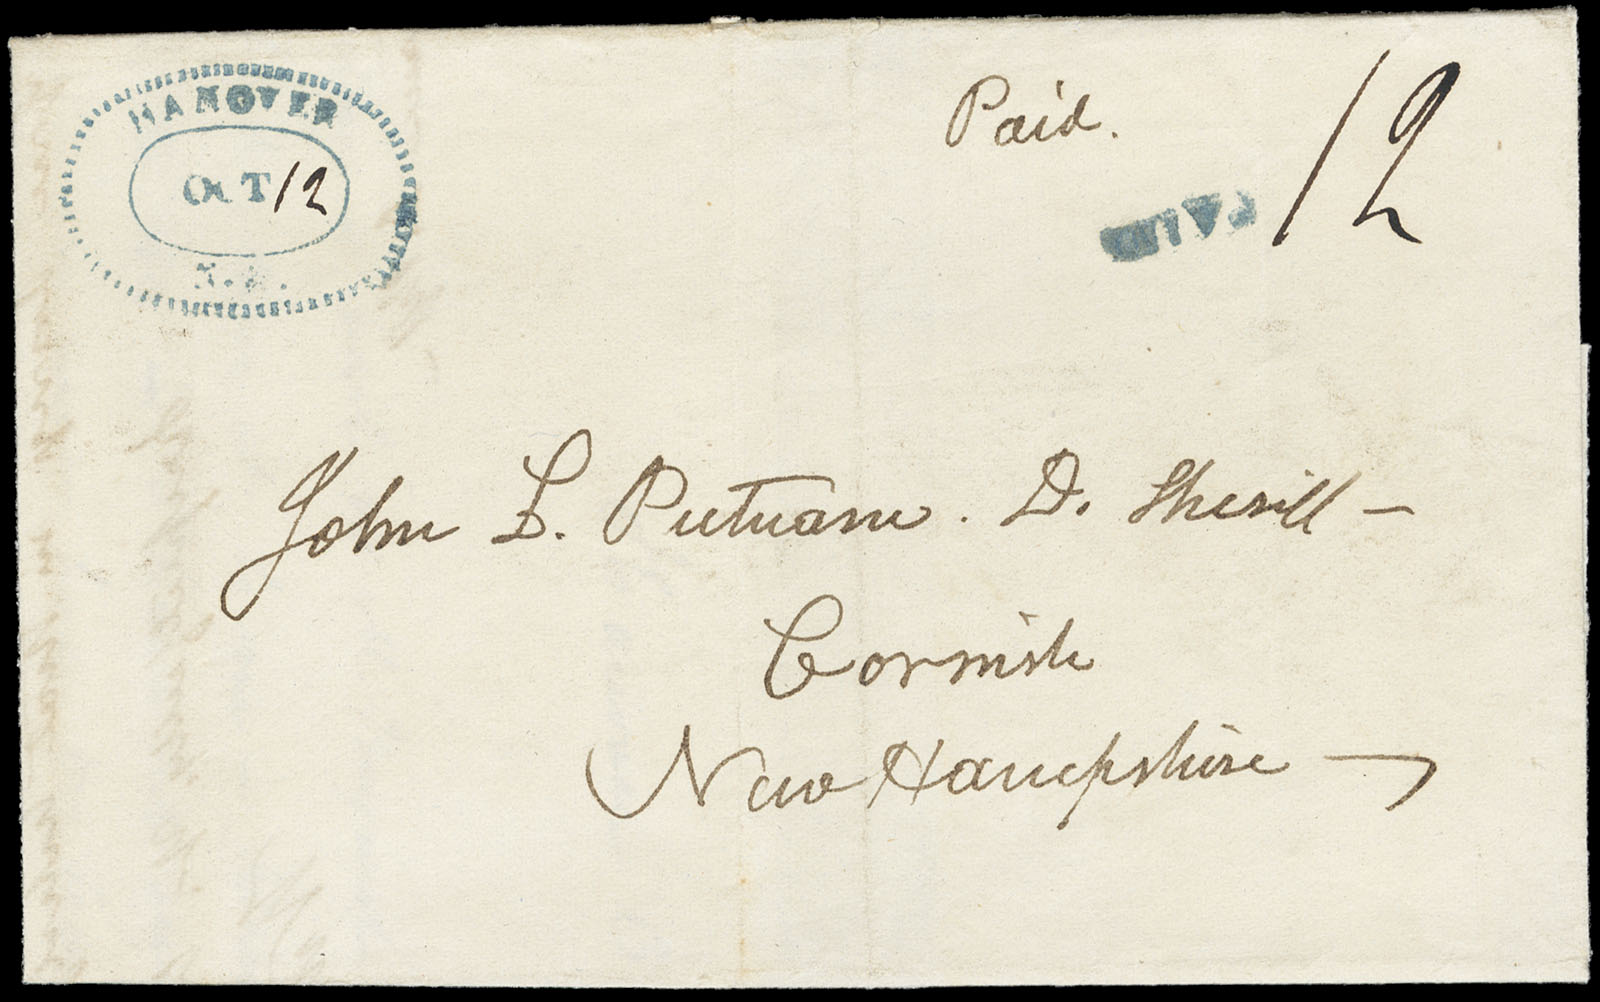 HANOVER
OCT 12
N.H.
Paid.
12
PAID
John L. Putnam. D. Sherill –
Cornish
New Hampshire